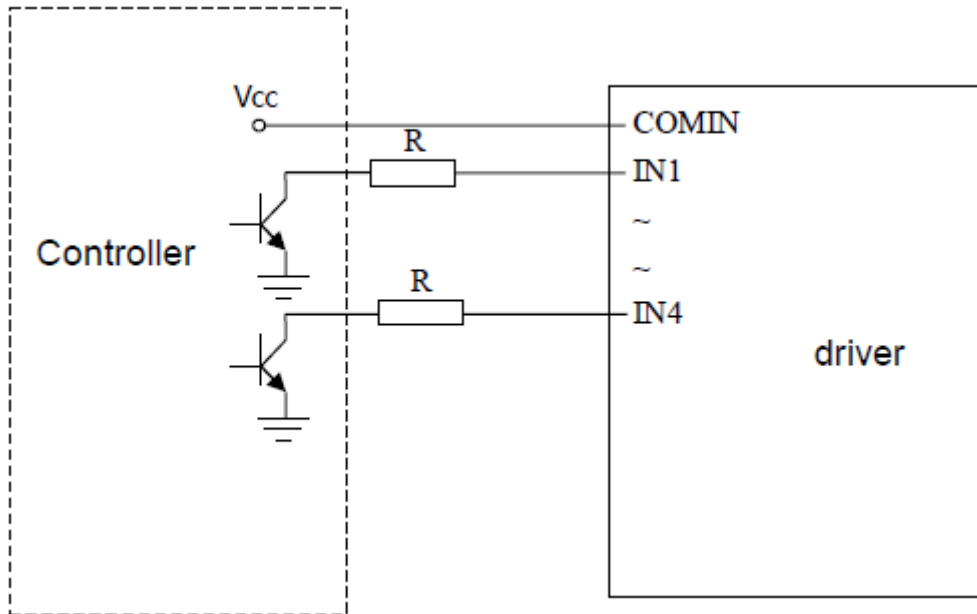 Vcc
COMIN
R
IN1
~
Controller
~
R
IN4
driver